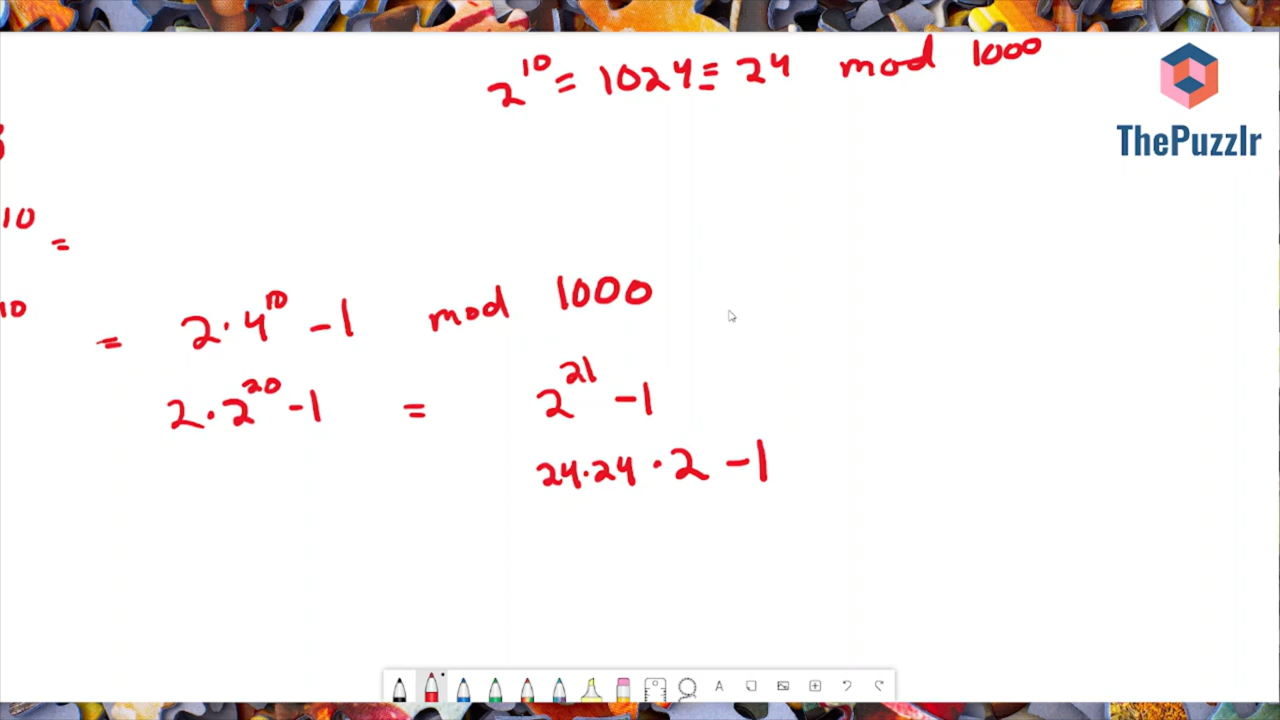 2^10 = 1024 ≡ 24 mod 1000
ThePuzzlr
10 =
10
= 2·4^10 -1 mod 1000
2·2^20 -1 = 2^21 -1
24·24·2 -1
A